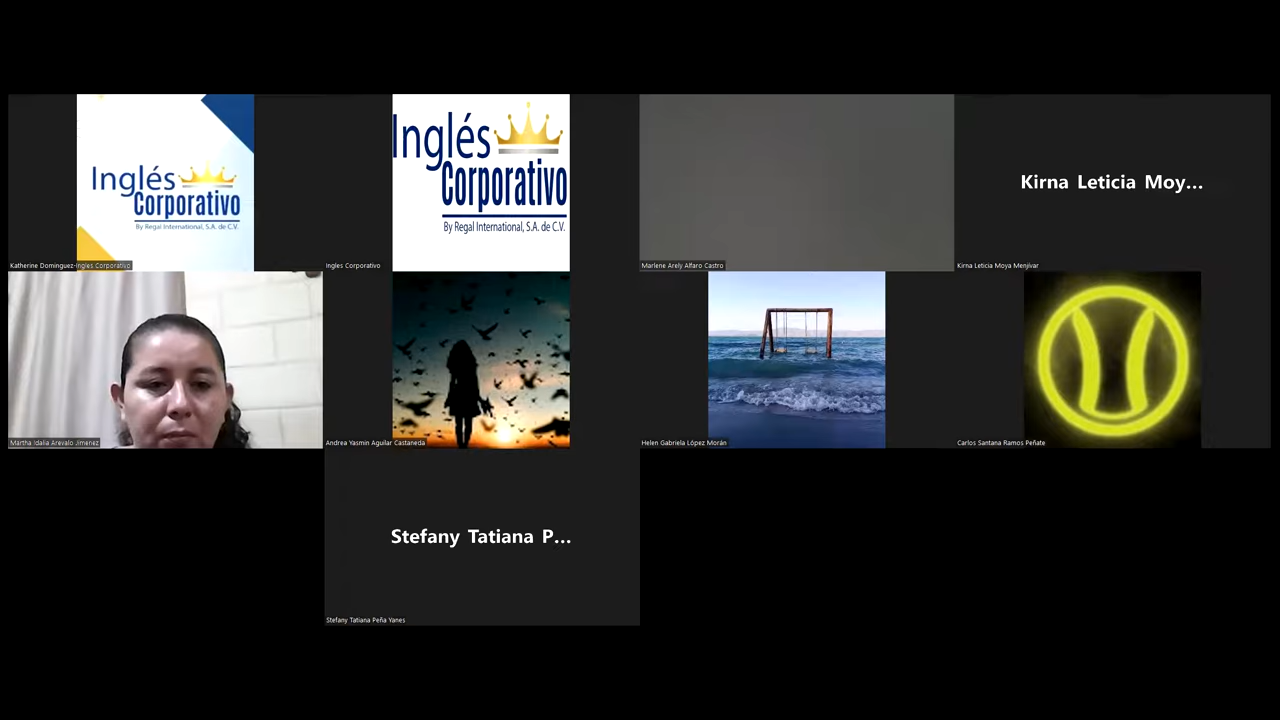 Inglés
Corporativo
By Regal International, S.A. de C.V.
Katherine Dominguez-Ingles Corporativo
Inglés
Corporativo
By Regal International, S.A. de C.V.
Ingles Corporativo
Marlene Arely Alfaro Castro
Kirna Leticia Moy...
Kirna Leticia Moya Menjívar
Martha Idalia Arevalo Jimenez
Andrea Yasmin Aguilar Castaneda
Helen Gabriela López Morán
Carlos Santana Ramos Peñate
Stefany Tatiana P...
Stefany Tatiana Peña Yanes